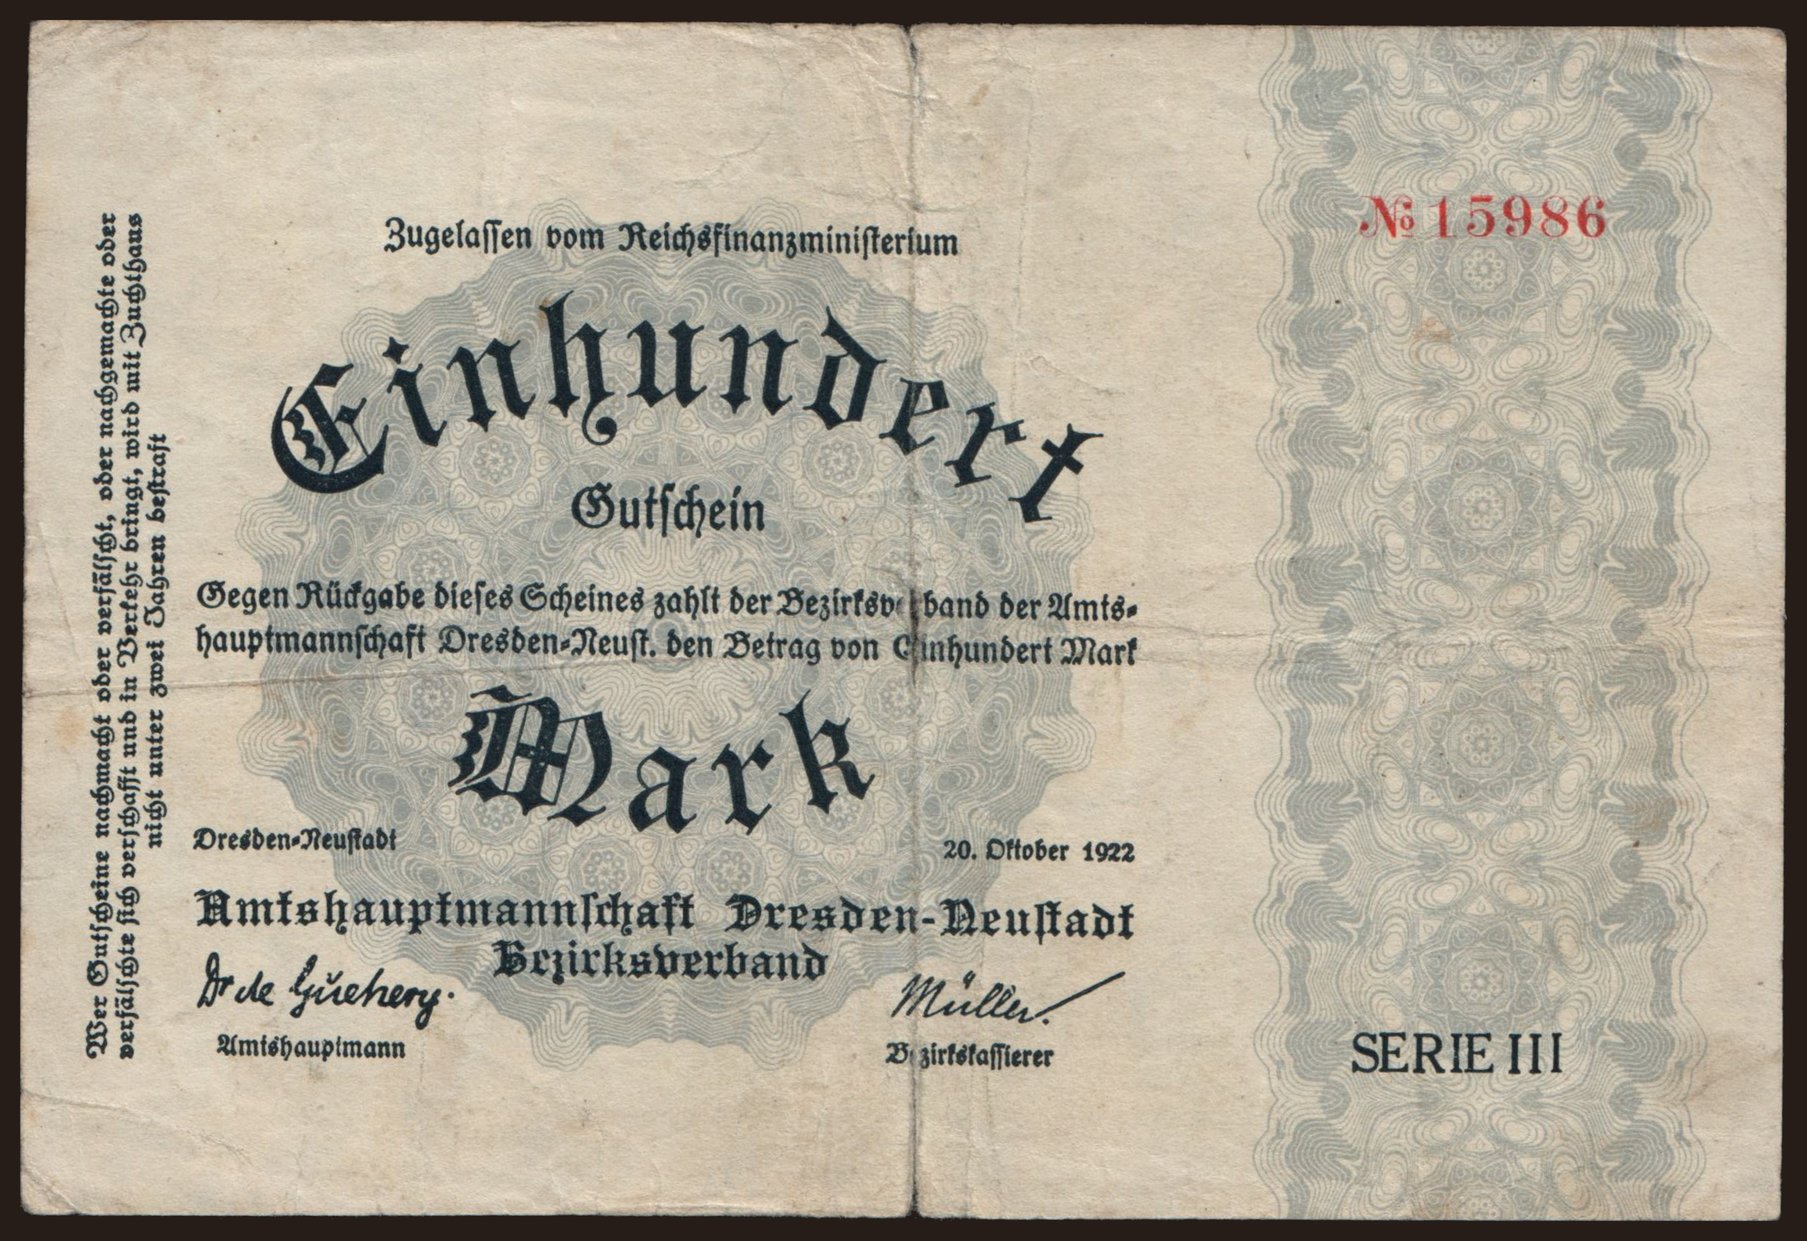 Zugelassen vom Reichsfinanzministerium
№ 15986
Einhundert
Gutschein
Gegen Rückgabe dieses Scheines zahlt der Bezirksverband der Amts-
hauptmannschaft Dresden-Neust. den Betrag von Einhundert Mark
Mark
Dresden-Neustadt
20. Oktober 1922
Amtshauptmannschaft Dresden-Neustadt
Bezirksverband
Dr de Guehery.
Müller.
Amtshauptmann
Bezirkskassierer
SERIE III
Wer Gutscheine nachmacht oder verfälscht, oder nachgemachte oder
verfälschte sich verschafft und in Verkehr bringt, wird mit Zuchthaus
nicht unter zwei Jahren bestraft